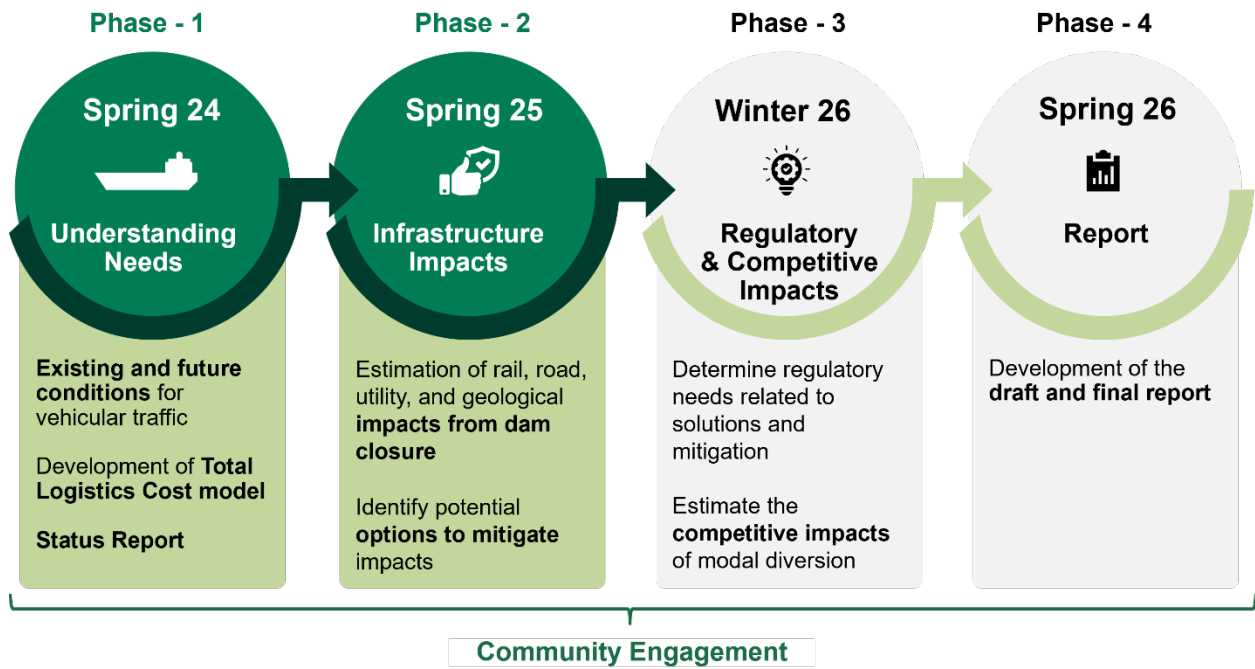 Phase - 1
Spring 24
Understanding
Needs
Existing and future
conditions for
vehicular traffic
Development of Total
Logistics Cost model
Status Report
Phase - 2
Spring 25
Infrastructure
Impacts
Estimation of rail, road,
utility, and geological
impacts from dam
closure
Identify potential
options to mitigate
impacts
Phase - 3
Winter 26
Regulatory
& Competitive
Impacts
Determine regulatory
needs related to
solutions and
mitigation
Estimate the
competitive impacts
of modal diversion
Phase - 4
Spring 26
Report
Development of the
draft and final report
Community Engagement